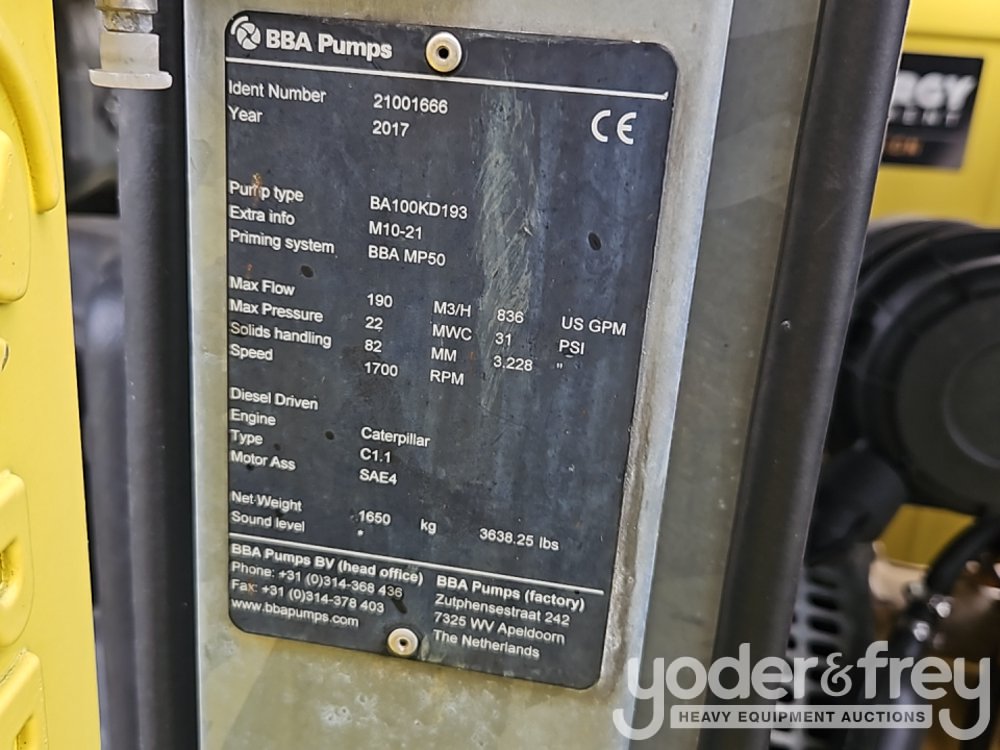 BBA Pumps
Ident Number 21001666
Year 2017
Pump type BA100KD193
Extra info M10-21
Priming system BBA MP50
Max Flow 190 M3/H 836 US GPM
Max Pressure 22 MWC 31 PSI
Solids handling 82 MM 3.228 "
Speed 1700 RPM
Diesel Driven
Engine Caterpillar
Type C1.1
Motor Ass SAE4
Net Weight 1650 kg 3638.25 lbs
Sound level *
BBA Pumps BV (head office)
Phone: +31 (0)314-368 436
Fax: +31 (0)314-378 403
www.bbapumps.com
BBA Pumps (factory)
Zutphensestraat 242
7325 WV Apeldoorn
The Netherlands
CE
yoder&frey
HEAVY EQUIPMENT AUCTIONS